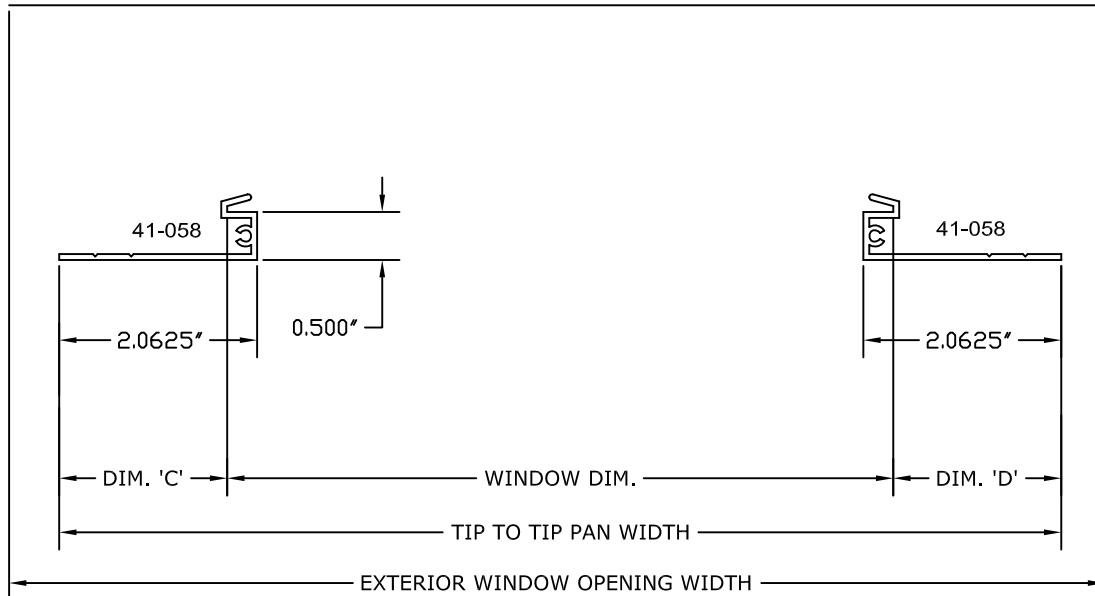 41-058
41-058
0.500"
2.0625"
2.0625"
DIM. 'C'
WINDOW DIM.
DIM. 'D'
TIP TO TIP PAN WIDTH
EXTERIOR WINDOW OPENING WIDTH